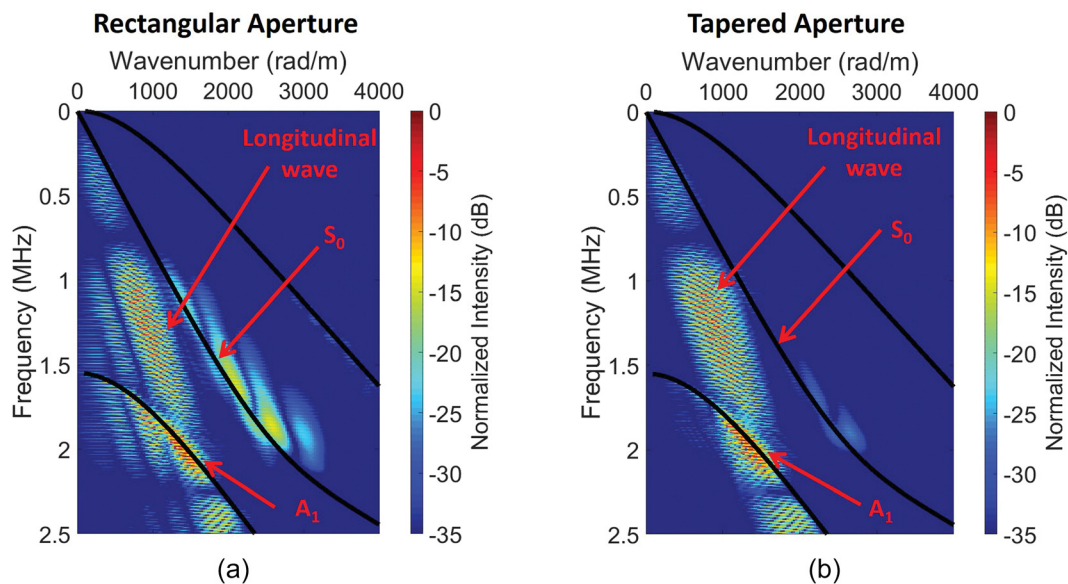 Rectangular Aperture
Wavenumber (rad/m)
0 1000 2000 3000 4000
Frequency (MHz)
0
0.5
1
1.5
2
2.5
Longitudinal
wave
S₀
A₁
0
-5
-10
-15
-20
-25
-30
-35
Normalized Intensity (dB)
(a)
Tapered Aperture
Wavenumber (rad/m)
0 1000 2000 3000 4000
Frequency (MHz)
0
0.5
1
1.5
2
2.5
Longitudinal
wave
S₀
A₁
0
-5
-10
-15
-20
-25
-30
-35
Normalized Intensity (dB)
(b)